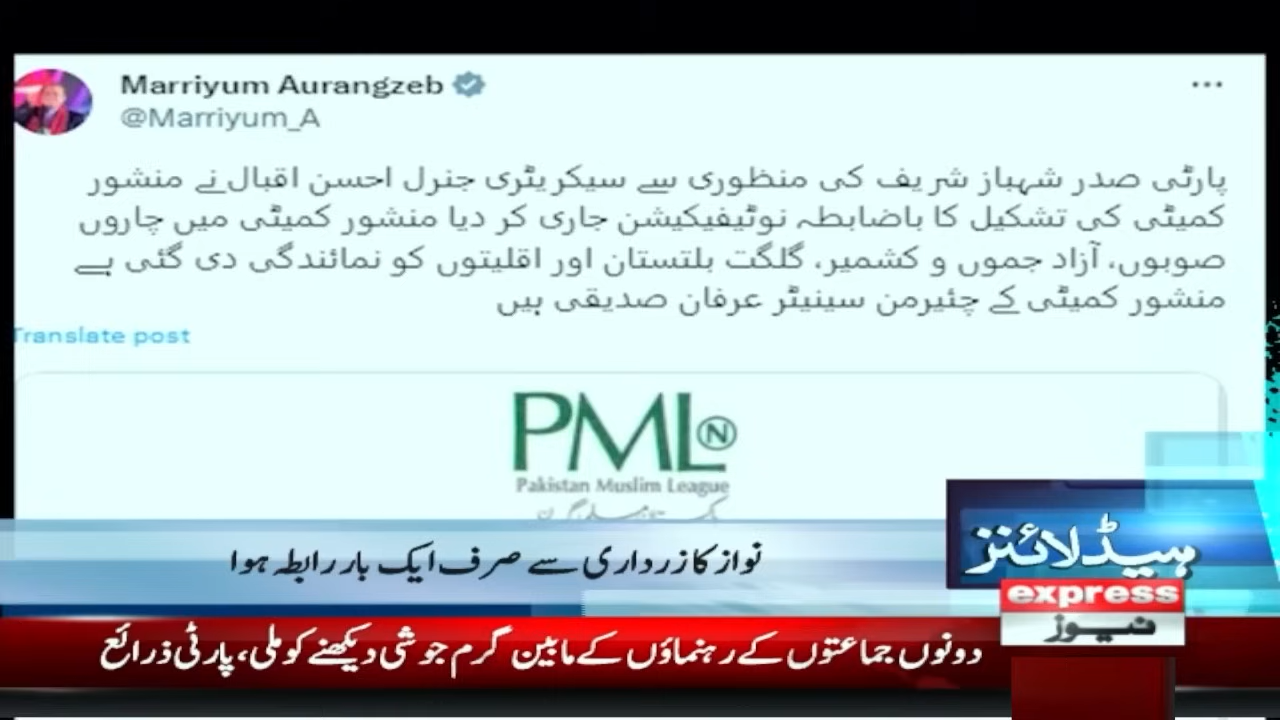 Marriyum Aurangzeb
@Marriyum_A
پارٹی صدر شہباز شریف کی منظوری سے سیکریٹری جنرل احسن اقبال نے منشور
کمیٹی کی تشکیل کا باضابطہ نوٹیفیکیشن جاری کر دیا منشور کمیٹی میں چاروں
صوبوں، آزاد جموں و کشمیر، گلگت بلتستان اور اقلیتوں کو نمائندگی دی گئی ہے
منشور کمیٹی کے چئیرمن سینیٹر عرفان صدیقی ہیں
Translate post
PML N
Pakistan Muslim League
نواز کا زرداری سے صرف ایک بار رابطہ ہوا
ہیڈلائنز
express
نیوز
دونوں جماعتوں کے رہنماؤں کے مابین گرم جوشی دیکھنے کو ملی، پارٹی ذرائع